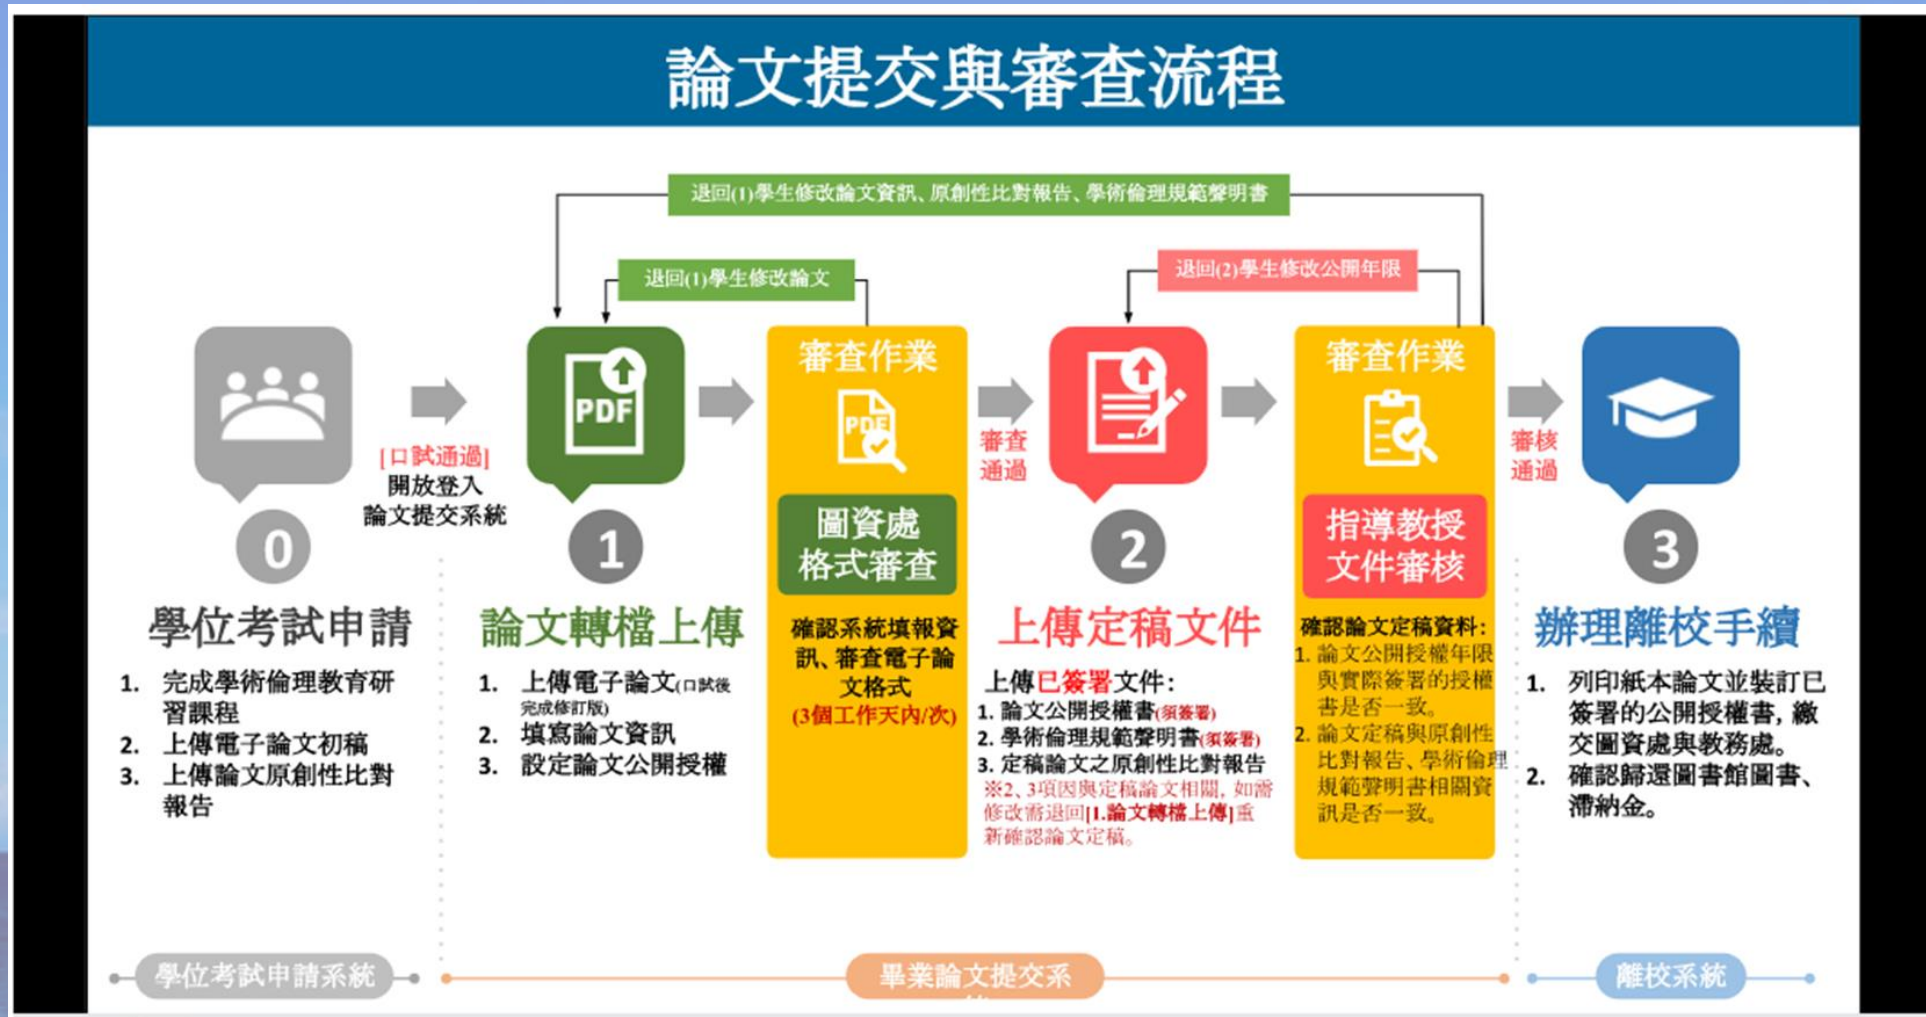 論文提交與審查流程
退回(1)學生修改論文資訊、原創性比對報告、學術倫理規範聲明書
退回(1)學生修改論文
退回(2)學生修改公開年限
[口試通過]
開放登入
論文提交系統
0
學位考試申請
1. 完成學術倫理教育研
習課程
2. 上傳電子論文初稿
3. 上傳論文原創性比對
報告
PDF
1
論文轉檔上傳
1. 上傳電子論文(口試後
完成修訂版)
2. 填寫論文資訊
3. 設定論文公開授權
審查作業
PDF
圖資處
格式審查
確認系統填報資
訊、審查電子論
文格式
(3個工作天內/次)
審查
通過
2
上傳定稿文件
上傳已簽署文件:
1. 論文公開授權書(須簽署)
2. 學術倫理規範聲明書(須簽署)
3. 定稿論文之原創性比對報告
※2、3項因與定稿論文相關, 如需
修改需退回[1.論文轉檔上傳]重
新確認論文定稿。
審查作業
指導教授
文件審核
確認論文定稿資料:
1. 論文公開授權年限
與實際簽署的授權
書是否一致。
2. 論文定稿與原創性
比對報告、學術倫理
規範聲明書相關資
訊是否一致。
審核
通過
3
辦理離校手續
1. 列印紙本論文並裝訂已
簽署的公開授權書, 繳
交圖資處與教務處。
2. 確認歸還圖書館圖書、
滯納金。
學位考試申請系統
畢業論文提交系
離校系統